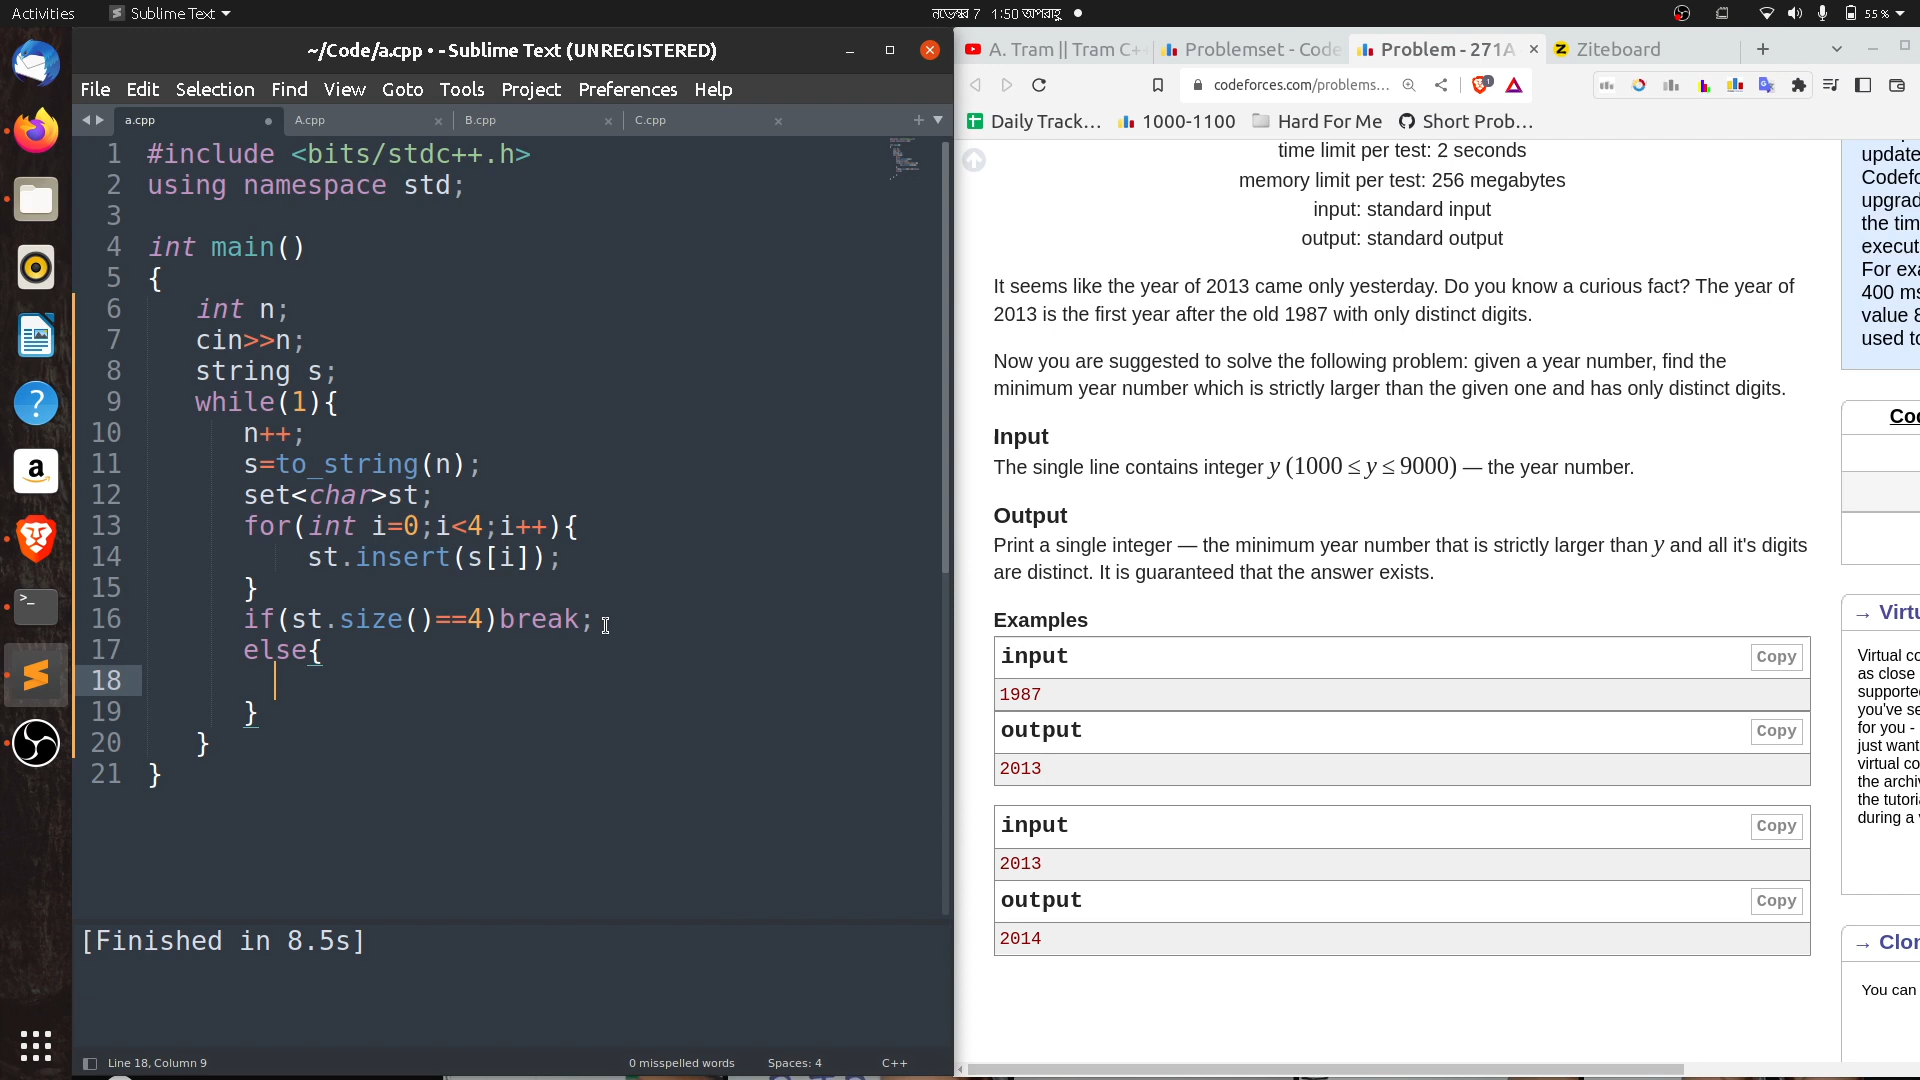 Activities Sublime Text নভেম্বর 7 1:50 অপরাহ্ণ 55 %
~/Code/a.cpp • - Sublime Text (UNREGISTERED)
File Edit Selection Find View Goto Tools Project Preferences Help
a.cpp A.cpp B.cpp C.cpp
1 #include <bits/stdc++.h>
2 using namespace std;
3
4 int main()
5 {
6 int n;
7 cin>>n;
8 string s;
9 while(1){
10 n++;
11 s=to_string(n);
12 set<char>st;
13 for(int i=0;i<4;i++){
14 st.insert(s[i]);
15 }
16 if(st.size()==4)break;
17 else{
18
19 }
20 }
21 }
[Finished in 8.5s]
Line 18, Column 9 0 misspelled words Spaces: 4 C++
A. Tram || Tram C+ Problemset - Code Problem - 271A Ziteboard
codeforces.com/problems...
Daily Track... 1000-1100 Hard For Me Short Prob...
time limit per test: 2 seconds
memory limit per test: 256 megabytes
input: standard input
output: standard output
It seems like the year of 2013 came only yesterday. Do you know a curious fact? The year of
2013 is the first year after the old 1987 with only distinct digits.
Now you are suggested to solve the following problem: given a year number, find the
minimum year number which is strictly larger than the given one and has only distinct digits.
Input
The single line contains integer y (1000 ≤ y ≤ 9000) — the year number.
Output
Print a single integer — the minimum year number that is strictly larger than y and all it's digits
are distinct. It is guaranteed that the answer exists.
Examples
input Copy
1987
output Copy
2013
input Copy
2013
output Copy
2014
update
Codefo
upgrad
the tim
execut
For exa
400 ms
value 8
used to
Coo
→ Virtu
Virtual co
as close
supporte
you've se
for you -
just want
virtual co
the archiv
the tutoria
during a v
→ Clor
You can